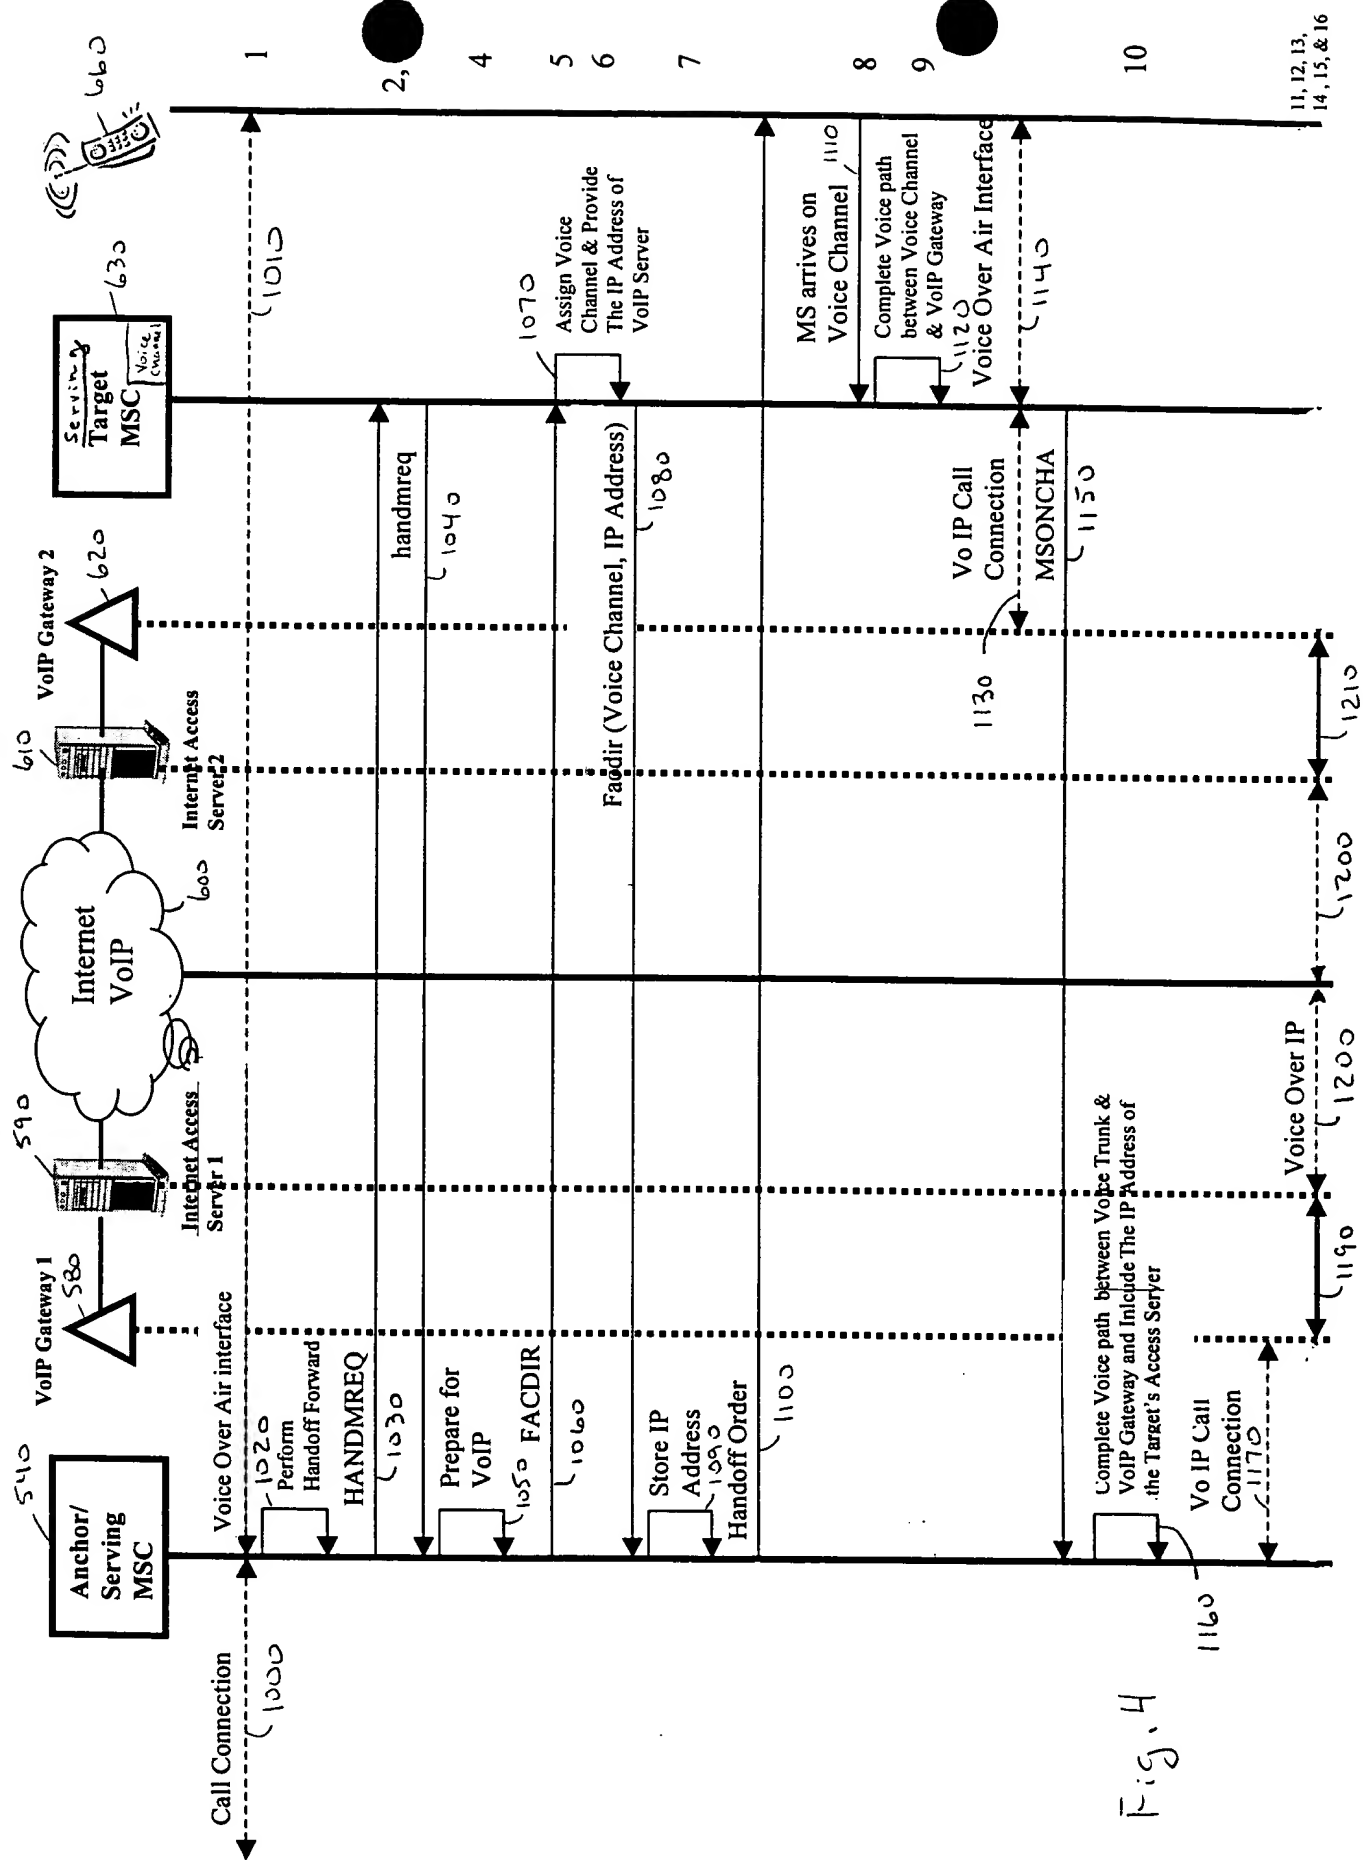 540
Anchor/
Serving
MSC
VoIP Gateway 1
580
590
Internet Access
Server 1
Internet
VoIP
600
610
Internet Access
Server 2
VoIP Gateway 2
620
Serving
Target
MSC
Voice
Channel
630
660
Call Connection
1000
Voice Over Air interface
1010
1
1020
Perform
Handoff Forward
HANDMREQ
1030
2,
handmreq
1040
Prepare for
VoIP
1050
4
FACDIR
1060
5
1070
Assign Voice
Channel & Provide
The IP Address of
VoIP Server
6
Facdir (Voice Channel, IP Address)
1080
Store IP
Address
1090
7
Handoff Order
1100
MS arrives on
Voice Channel
1110
8
Complete Voice path
between Voice Channel
& VoIP Gateway
1120
9
Voice Over Air Interface
1140
Vo IP Call
Connection
1130
MSONCHA
1150
10
Complete Voice path between Voice Trunk &
VoIP Gateway and Inlcude The IP Address of
the Target's Access Server
1160
Vo IP Call
Connection
1170
1190
Voice Over IP
1200
1200
1210
11, 12, 13,
14, 15, & 16
Fig. 4